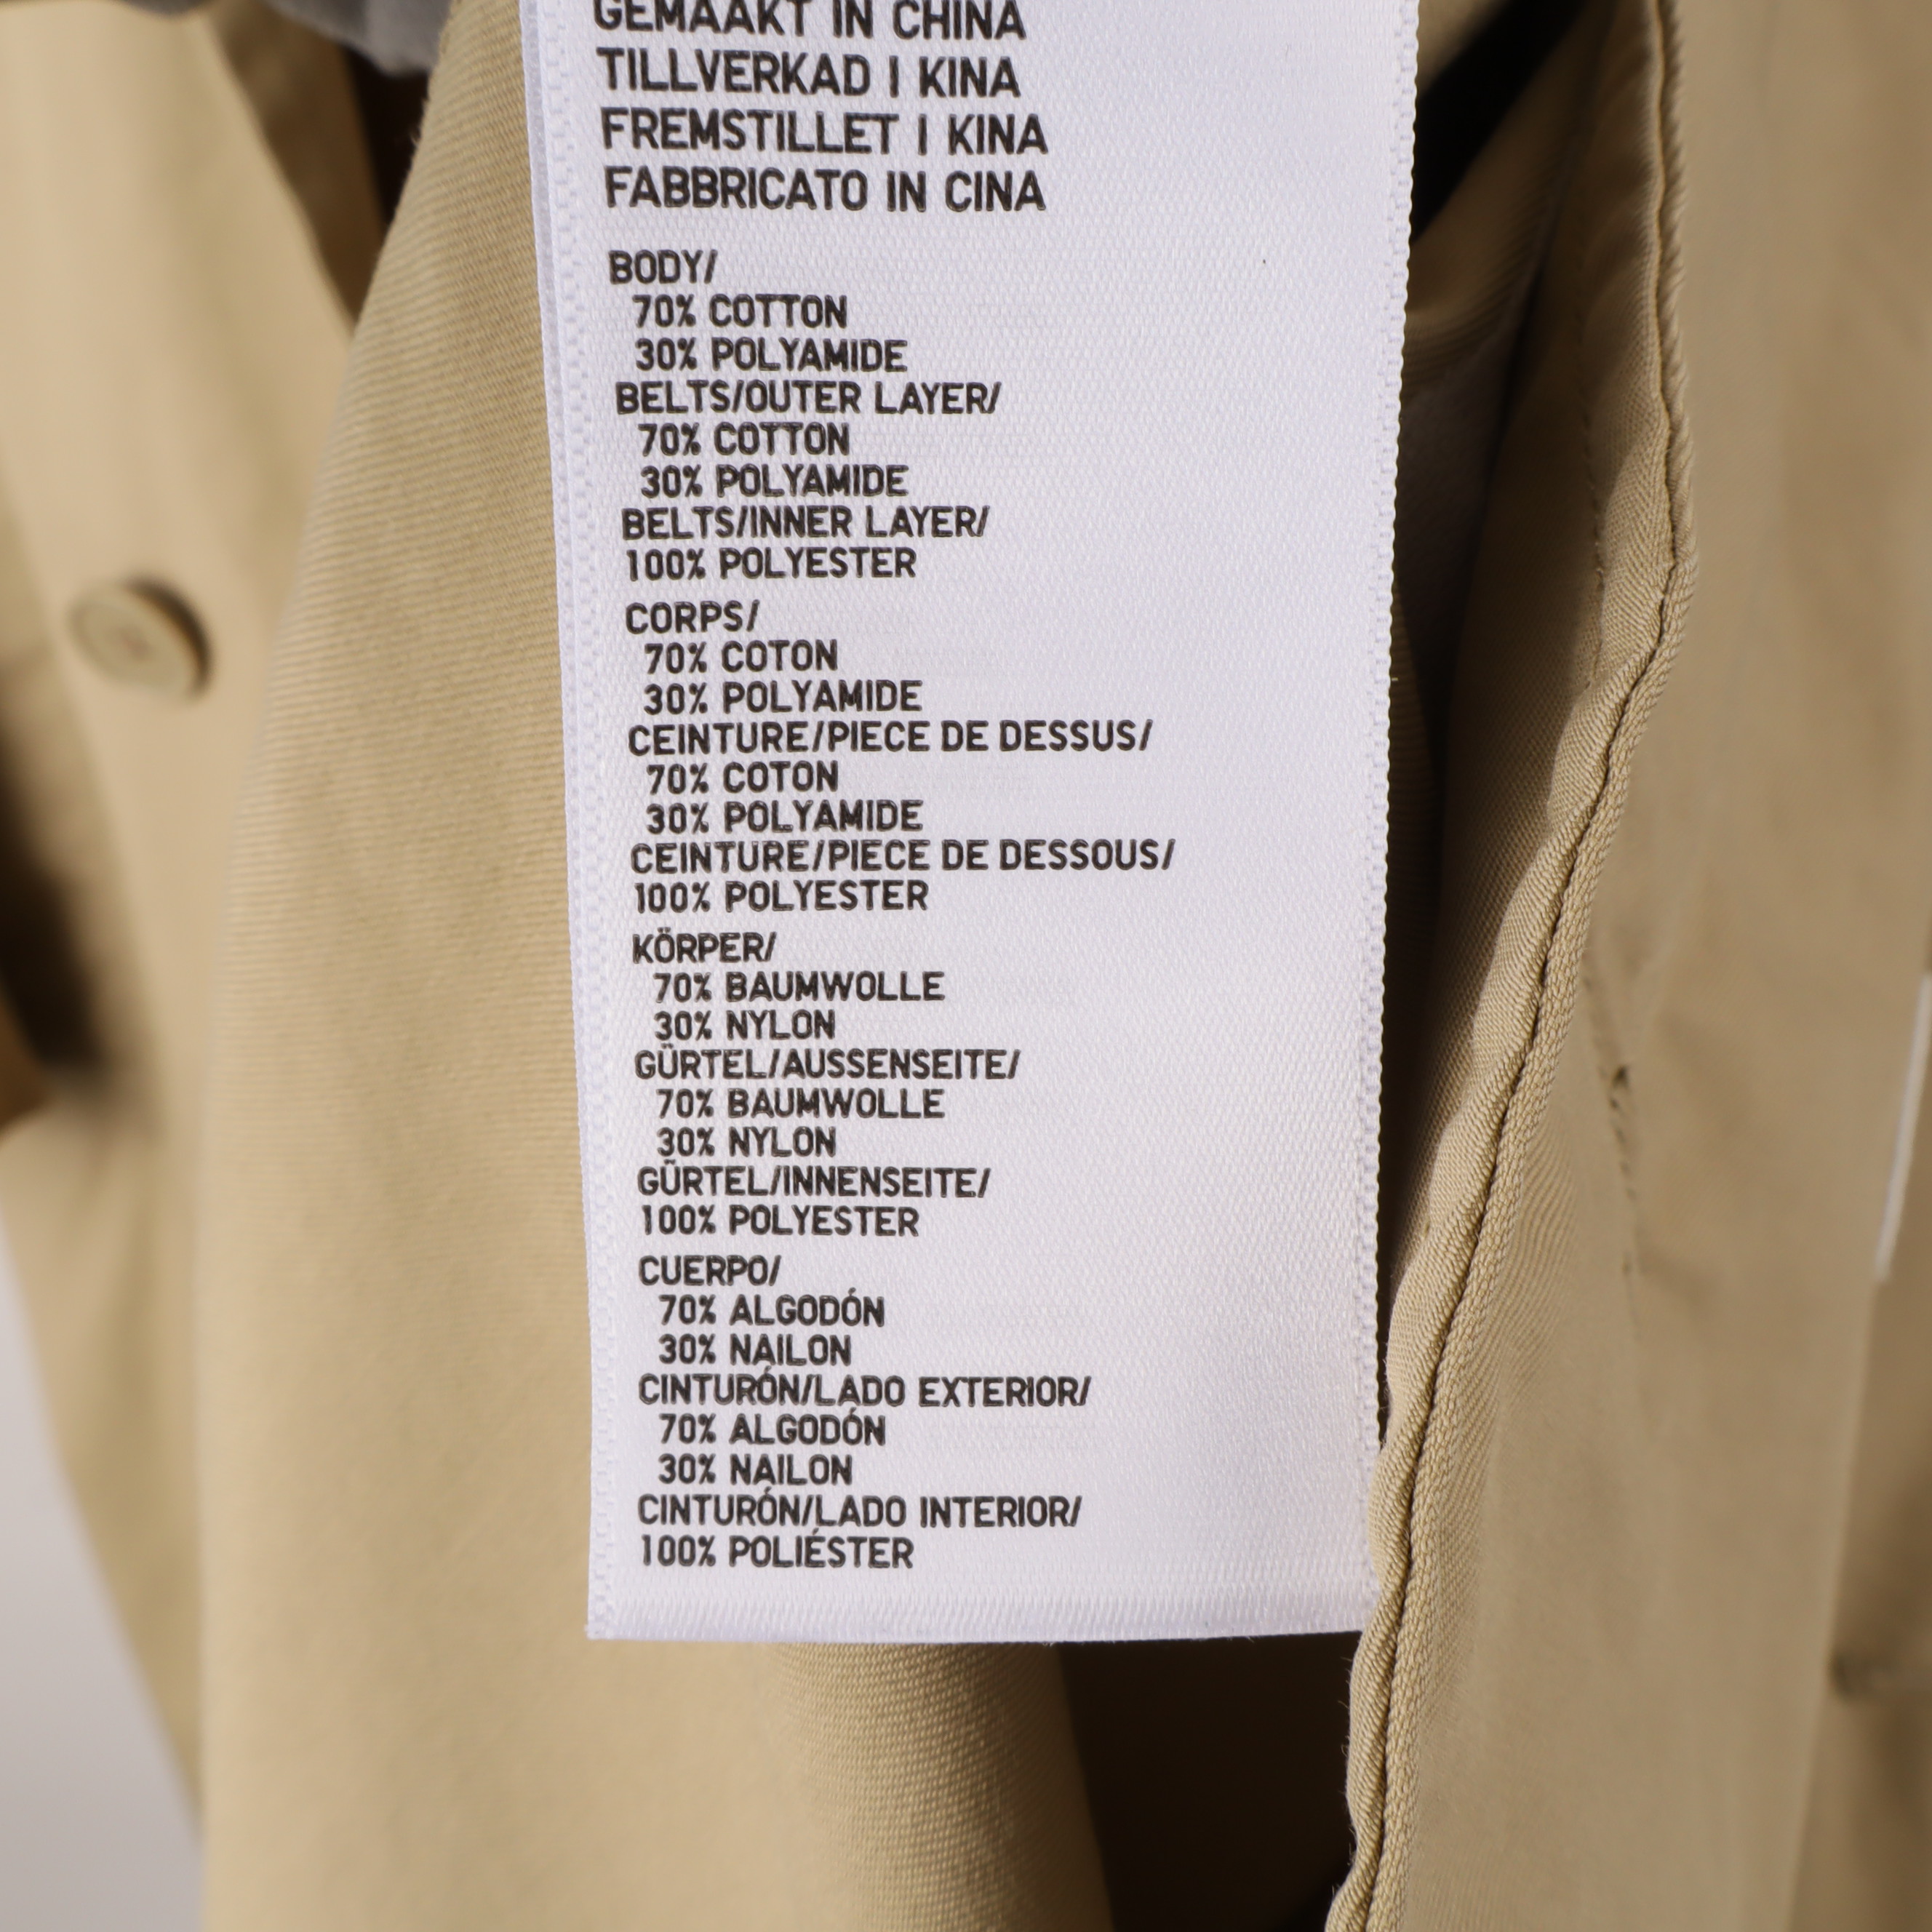 GEMAAKT IN CHINA
TILLVERKAD I KINA
FREMSTILLET I KINA
FABBRICATO IN CINA
BODY/
70% COTTON
30% POLYAMIDE
BELTS/OUTER LAYER/
70% COTTON
30% POLYAMIDE
BELTS/INNER LAYER/
100% POLYESTER
CORPS/
70% COTON
30% POLYAMIDE
CEINTURE/PIECE DE DESSUS/
70% COTON
30% POLYAMIDE
CEINTURE/PIECE DE DESSOUS/
100% POLYESTER
KÖRPER/
70% BAUMWOLLE
30% NYLON
GÜRTEL/AUSSENSEITE/
70% BAUMWOLLE
30% NYLON
GÜRTEL/INNENSEITE/
100% POLYESTER
CUERPO/
70% ALGODÓN
30% NAILON
CINTURÓN/LADO EXTERIOR/
70% ALGODÓN
30% NAILON
CINTURÓN/LADO INTERIOR/
100% POLIÉSTER